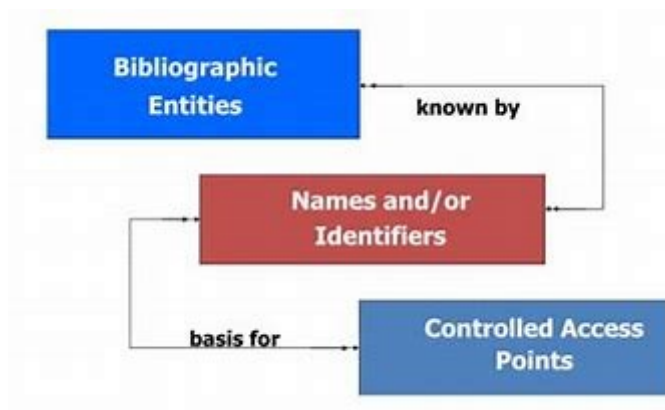 Bibliographic
Entities
known by
Names and/or
Identifiers
basis for
Controlled Access
Points